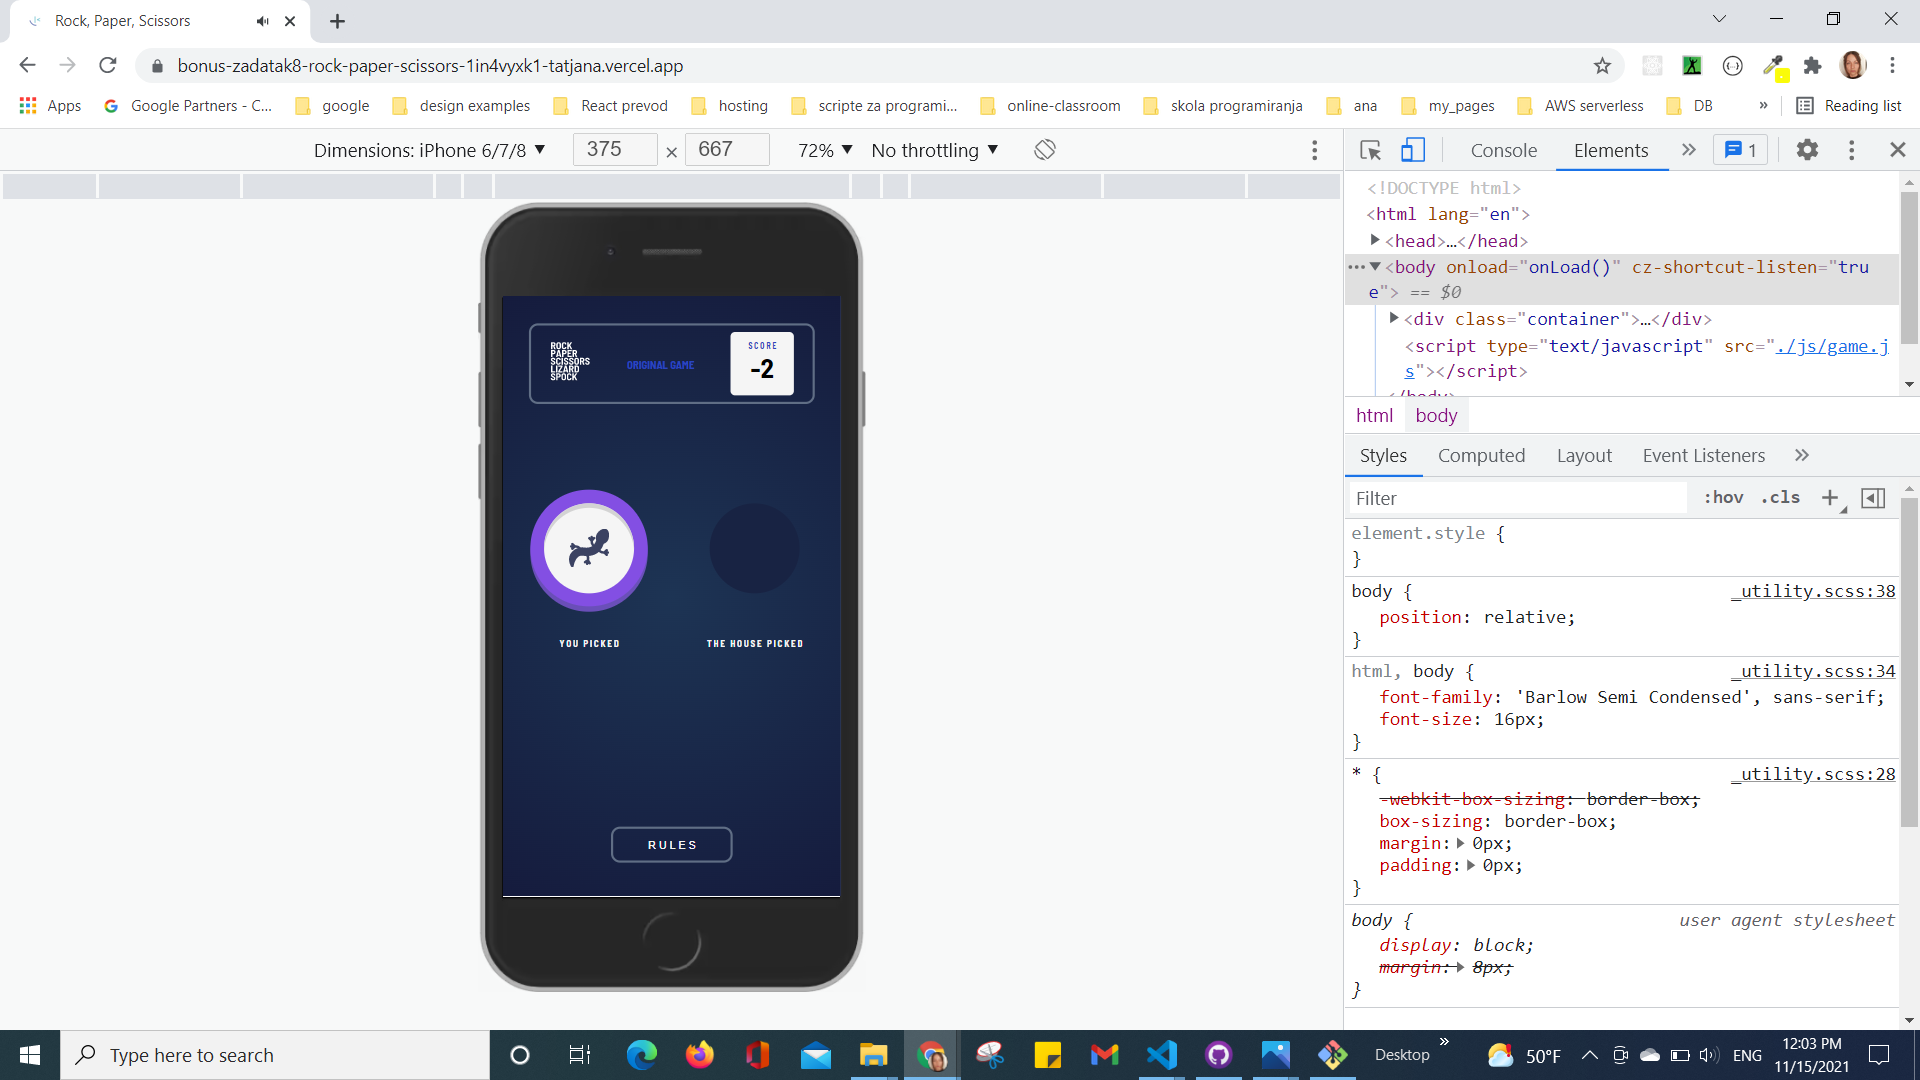 Rock, Paper, Scissors
bonus-zadatak8-rock-paper-scissors-1in4vyxk1-tatjana.vercel.app
Apps
Google Partners - C...
google
design examples
React prevod
hosting
scripte za programi...
online-classroom
skola programiranja
ana
my_pages
AWS serverless
DB
»
Reading list
Dimensions: iPhone 6/7/8 ▼
375
×
667
72% ▼
No throttling ▼
Console
Elements
»
1
<!DOCTYPE html>
<html lang="en">
<head>…</head>
<body onload="onLoad()" cz-shortcut-listen="tru
e"> == $0
<div class="container">…</div>
<script type="text/javascript" src="./js/game.j
s"></script>
</body>
html
body
Styles
Computed
Layout
Event Listeners
»
Filter
:hov
.cls
element.style {
}
body {
_utility.scss:38
position: relative;
}
html, body {
_utility.scss:34
font-family: 'Barlow Semi Condensed', sans-serif;
font-size: 16px;
}
* {
_utility.scss:28
-webkit-box-sizing: border-box;
box-sizing: border-box;
margin: 0px;
padding: 0px;
}
body {
user agent stylesheet
display: block;
margin: 8px;
}
ROCK
PAPER
SCISSORS
LIZARD
SPOCK
ORIGINAL GAME
SCORE
-2
YOU PICKED
THE HOUSE PICKED
RULES
Type here to search
Desktop
»
50°F
ENG
12:03 PM
11/15/2021